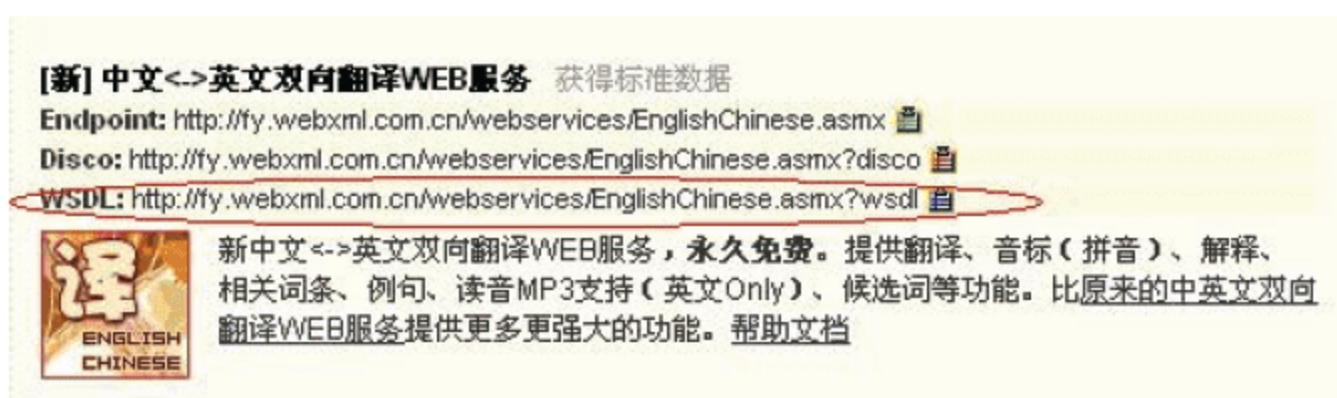 [新] 中文<->英文双向翻译WEB服务 获得标准数据
Endpoint: http://fy.webxml.com.cn/webservices/EnglishChinese.asmx
Disco: http://fy.webxml.com.cn/webservices/EnglishChinese.asmx?disco
WSDL: http://fy.webxml.com.cn/webservices/EnglishChinese.asmx?wsdl
新中文<->英文双向翻译WEB服务，永久免费。提供翻译、音标（拼音）、解释、
相关词条、例句、读音MP3支持（英文Only）、候选词等功能。比原来的中英文双向
翻译WEB服务提供更多更强大的功能。帮助文档
译
ENGLISH
CHINESE